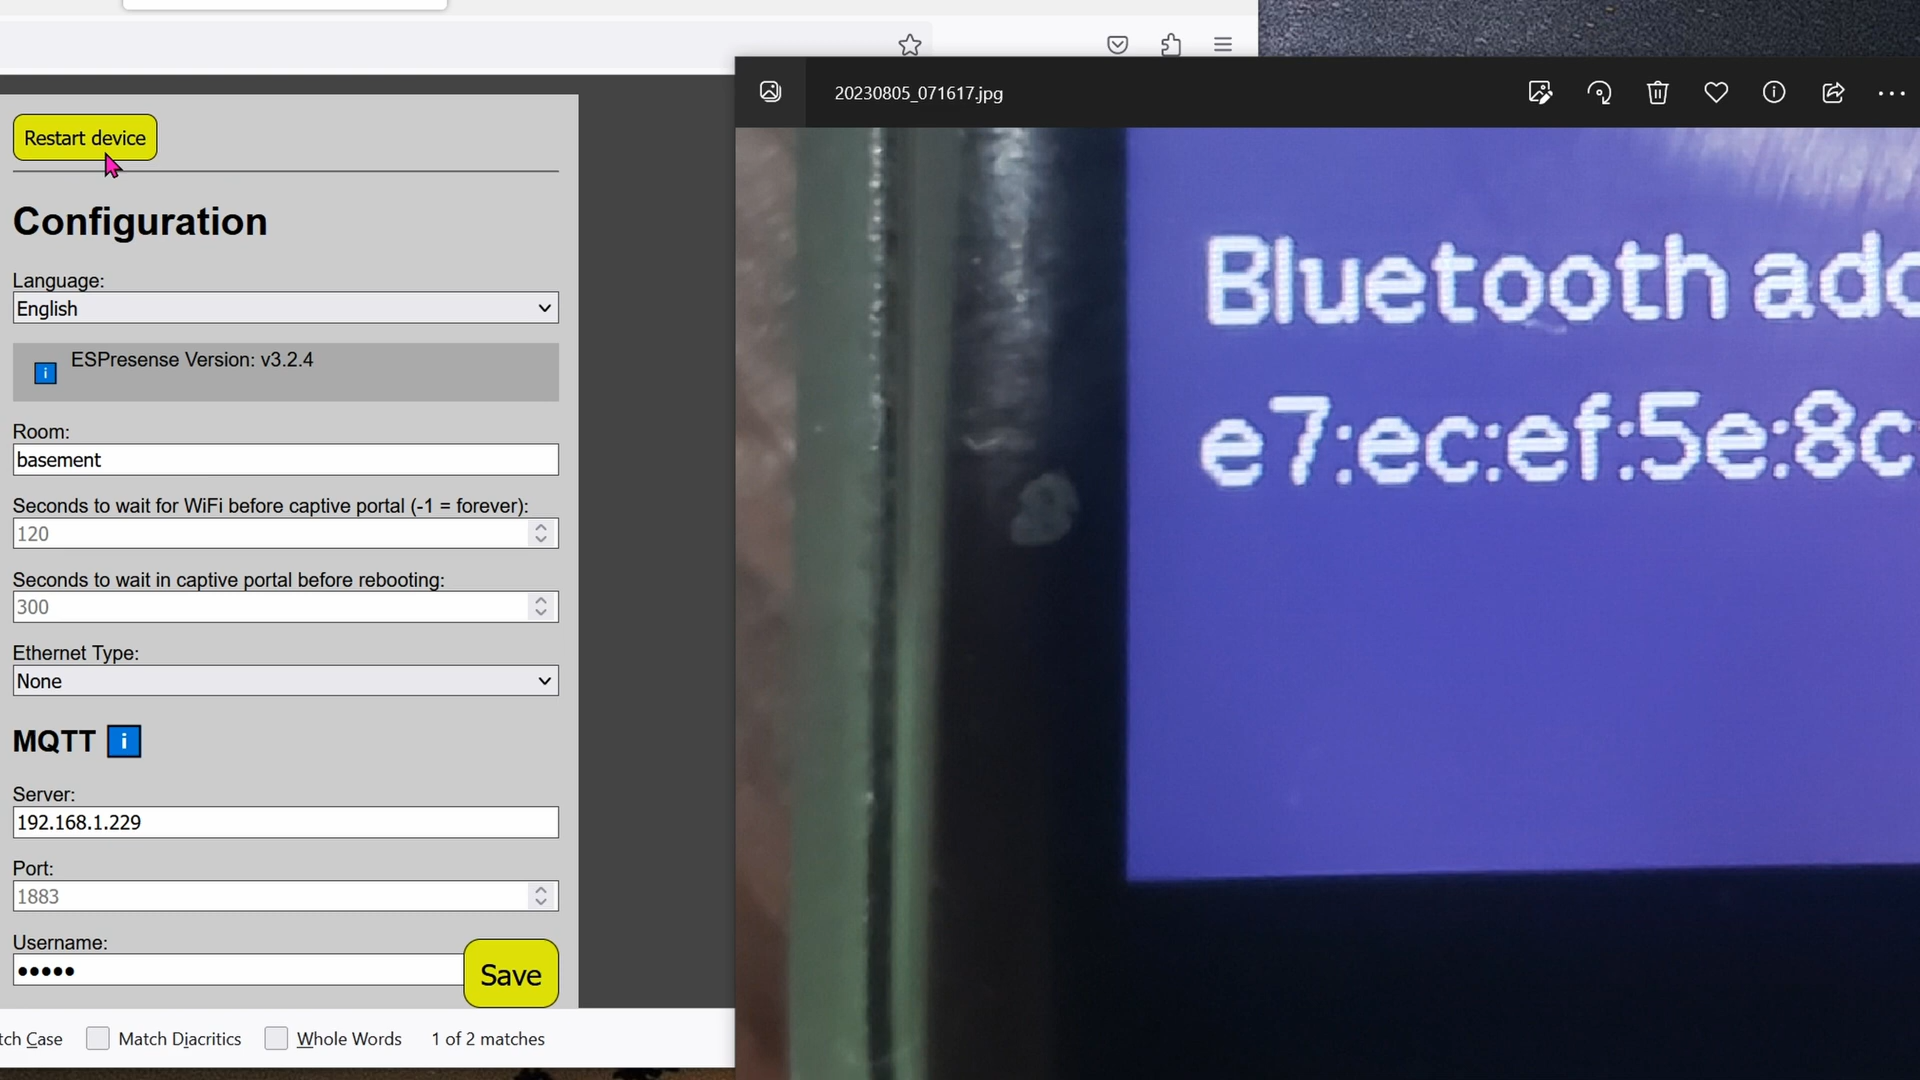 Restart device
Configuration
Language:
English
i
ESPresense Version: v3.2.4
Room:
basement
Seconds to wait for WiFi before captive portal (-1 = forever):
120
Seconds to wait in captive portal before rebooting:
300
Ethernet Type:
None
MQTT i
Server:
192.168.1.229
Port:
1883
Username:
•••••
Save
tch Case
Match Diacritics
Whole Words
1 of 2 matches
20230805_071617.jpg
Bluetooth add
e7:ec:ef:5e:8c